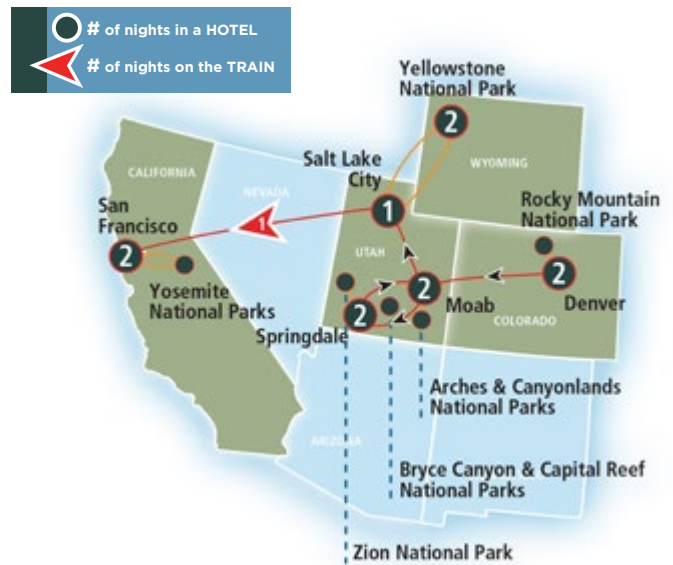 # of nights in a HOTEL
# of nights on the TRAIN
Yellowstone
National Park
2
WYOMING
Salt Lake
City
1
CALIFORNIA
NEVADA
Rocky Mountain
National Park
San
Francisco
2
1
UTAH
2
Denver
Yosemite
National Parks
2
Moab
COLORADO
2
Springdale
Arches & Canyonlands
National Parks
ARIZONA
Bryce Canyon & Capital Reef
National Parks
Zion National Park